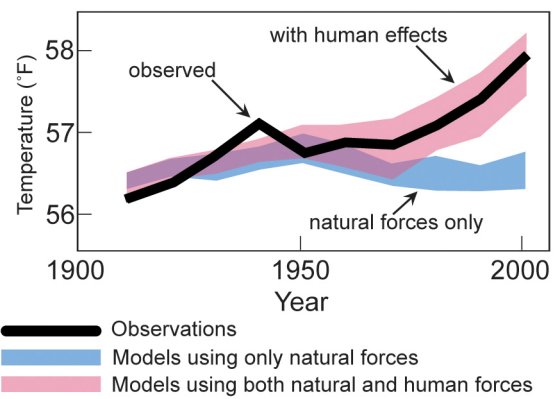 with human effects
58
observed
57
56
natural forces only
Temperature (˚F)
1900
1950
2000
Year
Observations
Models using only natural forces
Models using both natural and human forces